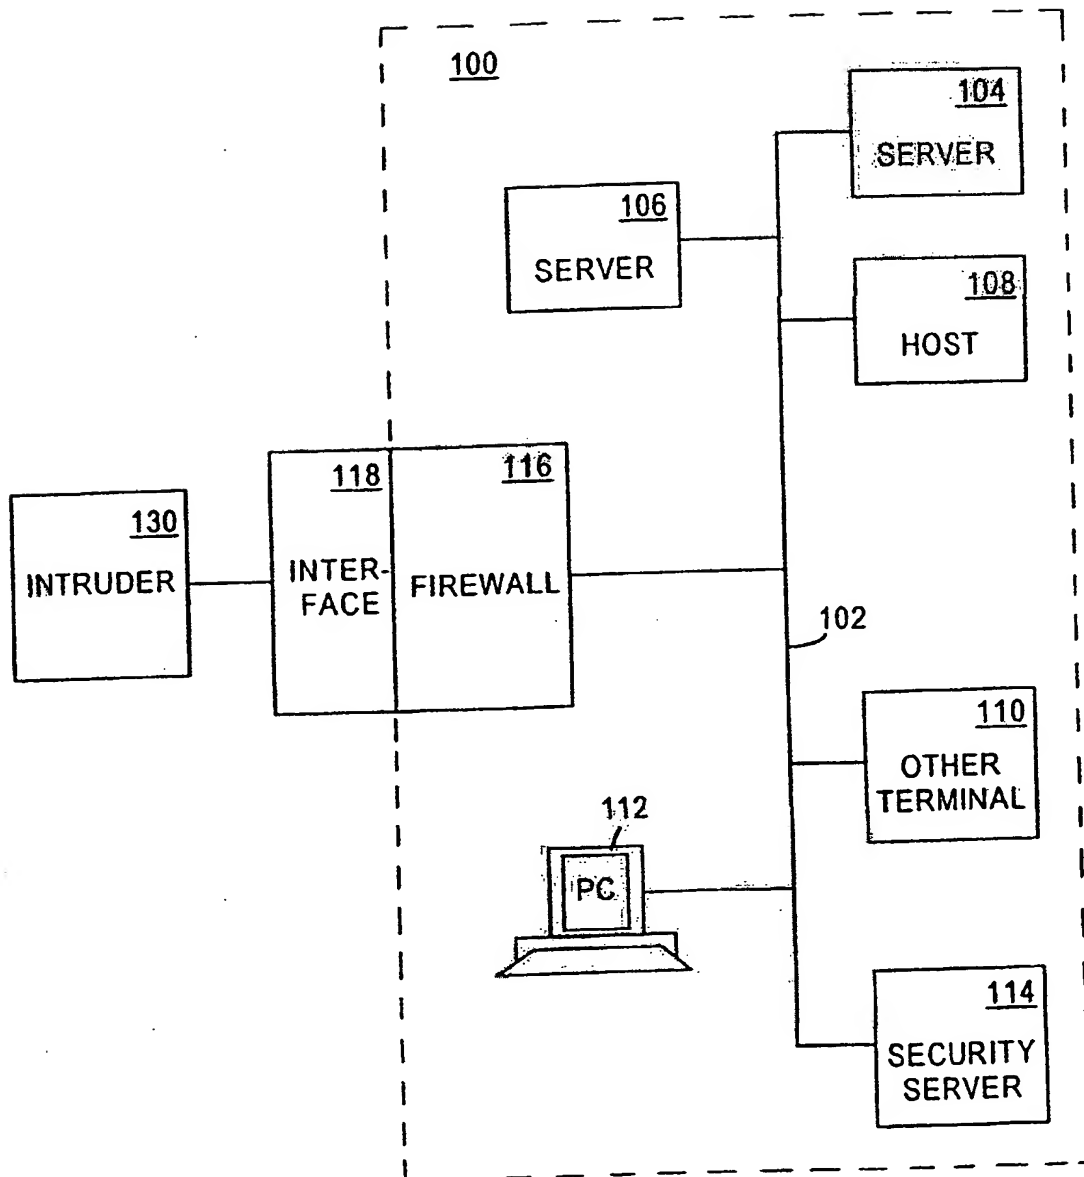 100
104
SERVER
106
SERVER
108
HOST
118
INTER-
FACE
116
FIREWALL
130
INTRUDER
102
110
OTHER
TERMINAL
112
PC
114
SECURITY
SERVER